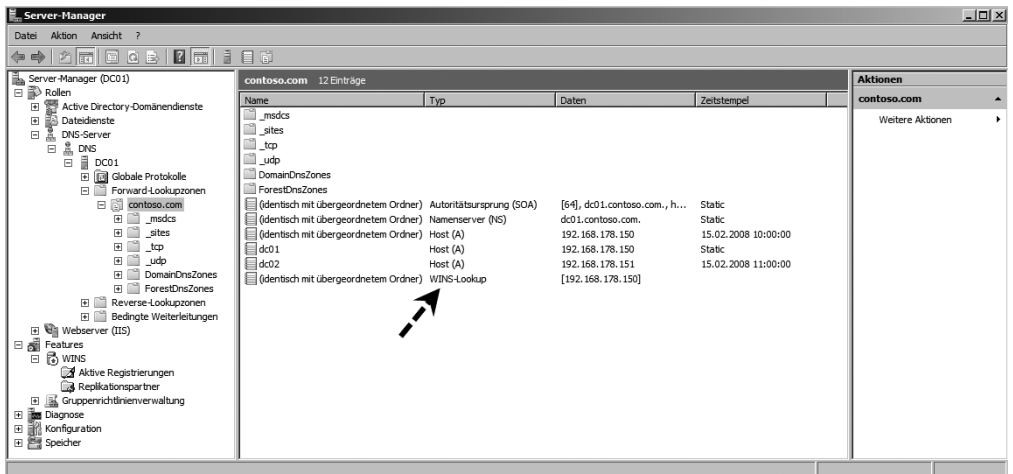 Server-Manager
Datei Aktion Ansicht ?
Server-Manager (DC01)
Rollen
Active Directory-Domänendienste
Dateidienste
DNS-Server
DNS
DC01
Globale Protokolle
Forward-Lookupzonen
contoso.com
_msdcs
_sites
_tcp
_udp
DomainDnsZones
ForestDnsZones
Reverse-Lookupzonen
Bedingte Weiterleitungen
Webserver (IIS)
Features
WINS
Aktive Registrierungen
Replikationspartner
Gruppenrichtlinienverwaltung
Diagnose
Konfiguration
Speicher
contoso.com 12 Einträge
Name Typ Daten Zeitstempel
_msdcs
_sites
_tcp
_udp
DomainDnsZones
ForestDnsZones
(identisch mit übergeordnetem Ordner) Autoritätsursprung (SOA) [64], dc01.contoso.com., h... Static
(identisch mit übergeordnetem Ordner) Namenserver (NS) dc01.contoso.com. Static
(identisch mit übergeordnetem Ordner) Host (A) 192.168.178.150 15.02.2008 10:00:00
dc01 Host (A) 192.168.178.150 Static
dc02 Host (A) 192.168.178.151 15.02.2008 11:00:00
(identisch mit übergeordnetem Ordner) WINS-Lookup [192.168.178.150]
Aktionen
contoso.com
Weitere Aktionen